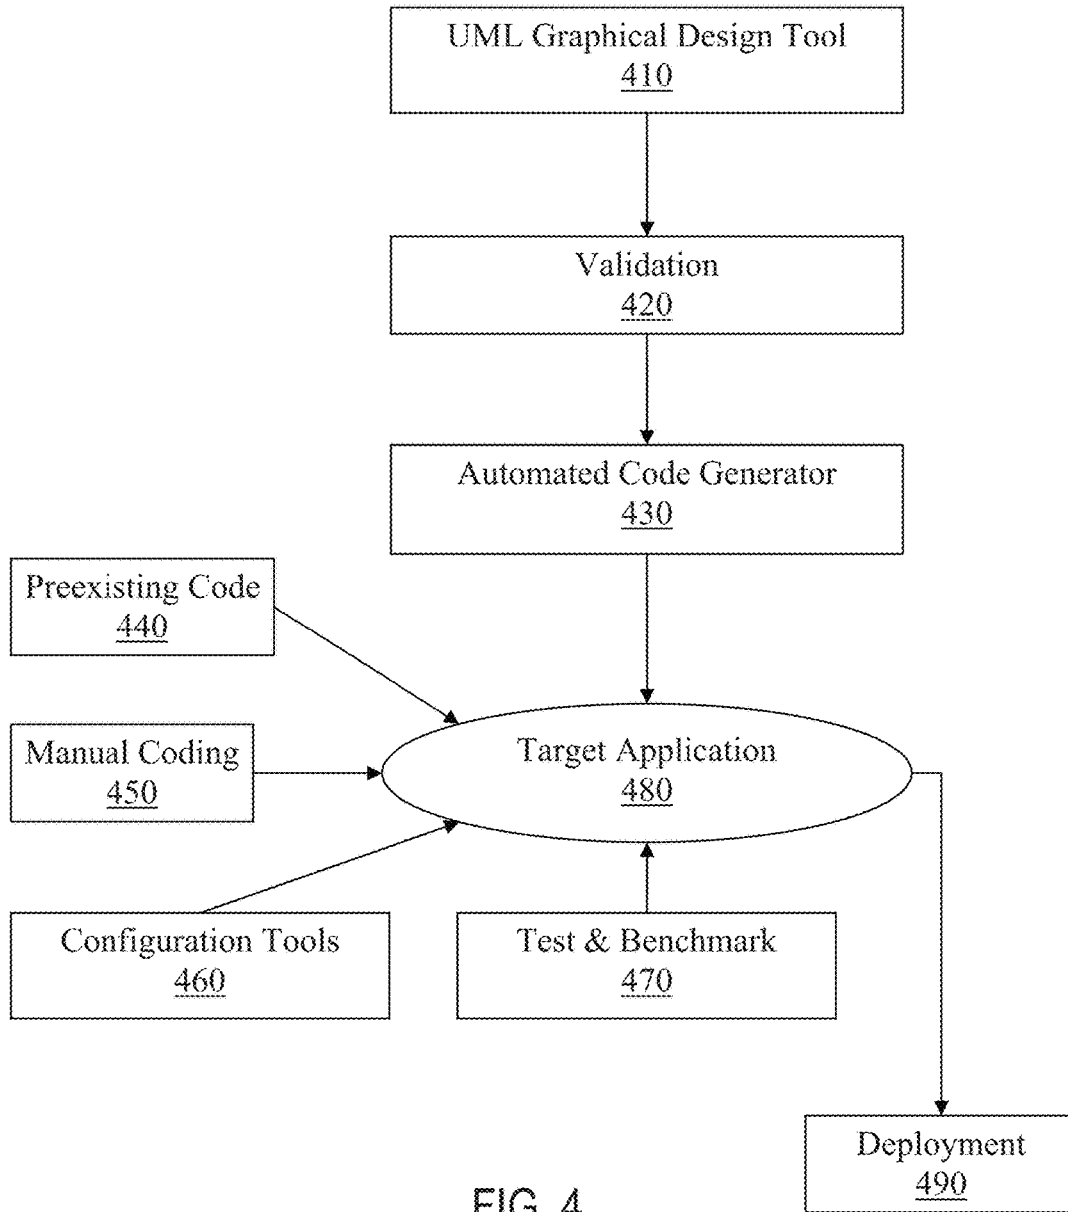 UML Graphical Design Tool
410
Validation
420
Automated Code Generator
430
Preexisting Code
440
Manual Coding
450
Target Application
480
Configuration Tools
460
Test & Benchmark
470
Deployment
490
FIG. 4